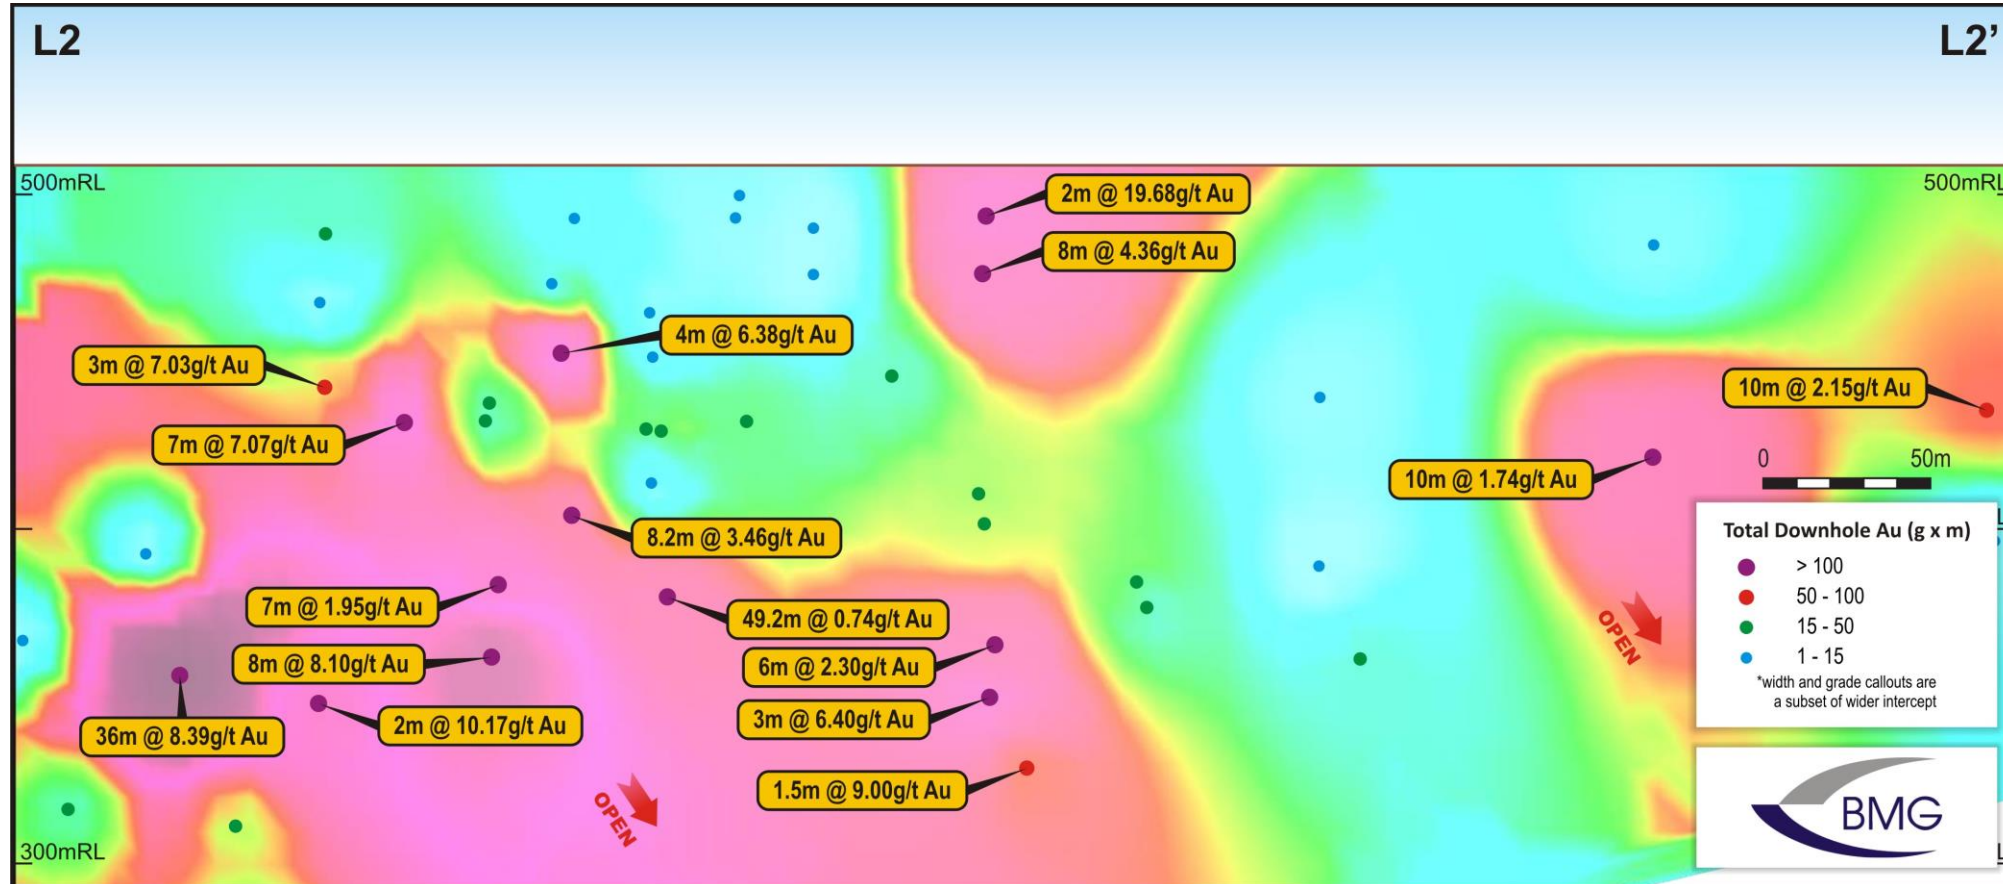 L2
L2’
500mRL
500mRL
2m @ 19.68g/t Au
8m @ 4.36g/t Au
4m @ 6.38g/t Au
3m @ 7.03g/t Au
10m @ 2.15g/t Au
7m @ 7.07g/t Au
0 50m
10m @ 1.74g/t Au
8.2m @ 3.46g/t Au
Total Downhole Au (g x m)
> 100
50 - 100
15 - 50
1 - 15
*width and grade callouts are
a subset of wider intercept
7m @ 1.95g/t Au
49.2m @ 0.74g/t Au
OPEN
8m @ 8.10g/t Au
6m @ 2.30g/t Au
3m @ 6.40g/t Au
2m @ 10.17g/t Au
36m @ 8.39g/t Au
1.5m @ 9.00g/t Au
OPEN
BMG
300mRL